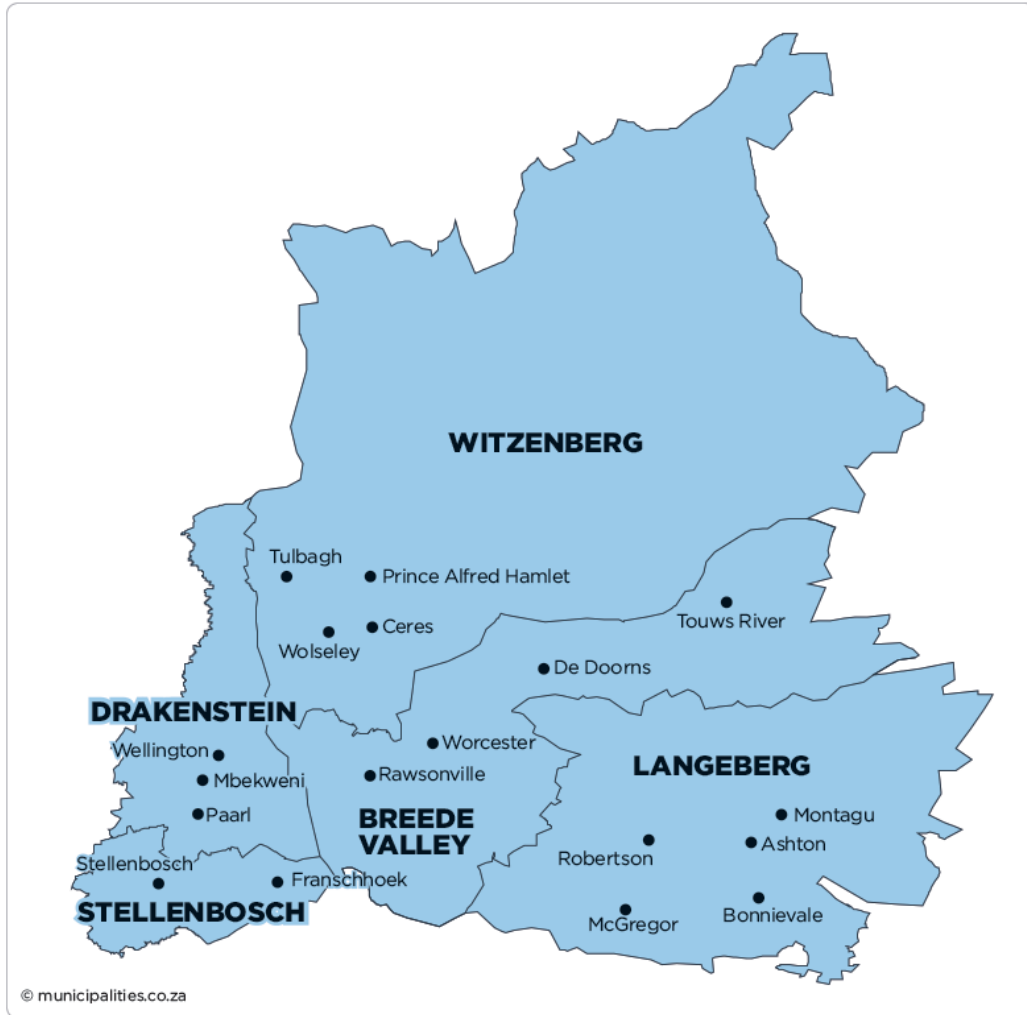 WITZENBERG
Tulbagh
Prince Alfred Hamlet
Touws River
Ceres
Wolseley
De Doorns
DRAKENSTEIN
Wellington
Worcester
LANGEBERG
Mbekweni
Rawsonville
Paarl
BREEDE
VALLEY
Montagu
Ashton
Robertson
Stellenbosch
Franschhoek
STELLENBOSCH
McGregor
Bonnievale
© municipalities.co.za